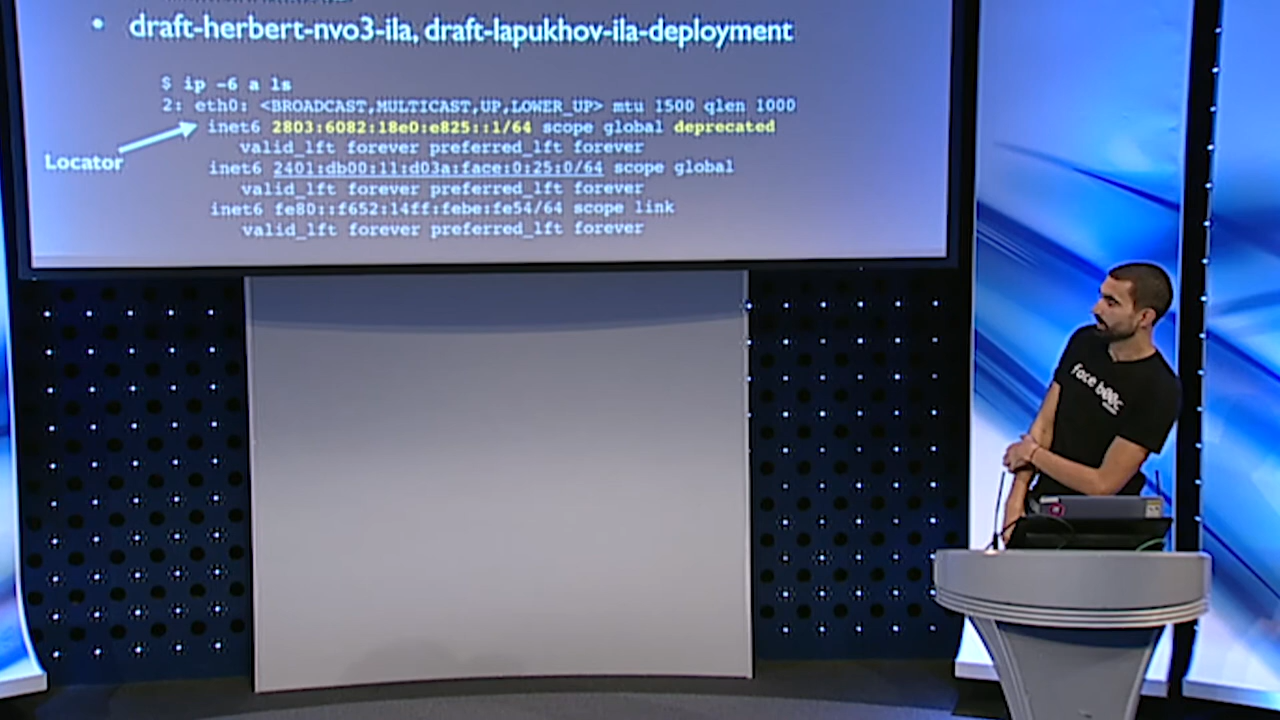 • draft-herbert-nvo3-ila, draft-lapukhov-ila-deployment
$ ip -6 a ls
2: eth0: <BROADCAST,MULTICAST,UP,LOWER_UP> mtu 1500 qlen 1000
inet6 2803:6082:18e0:e825::1/64 scope global deprecated
valid_lft forever preferred_lft forever
Locator
inet6 2401:db00:11:d03a:face:0:25:0/64 scope global
valid_lft forever preferred_lft forever
inet6 fe80::f652:14ff:febe:fe54/64 scope link
valid_lft forever preferred_lft forever
face b00c